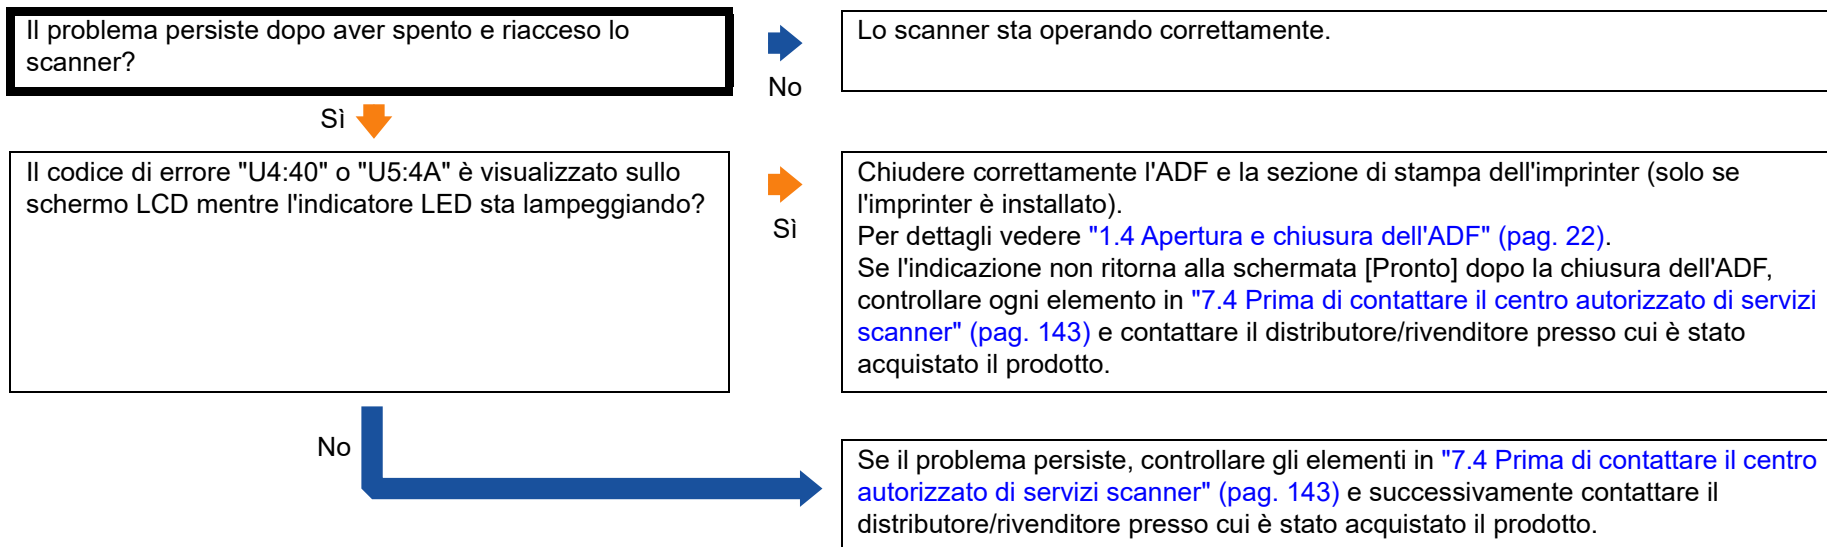 Il problema persiste dopo aver spento e riacceso lo
scanner?
No
Lo scanner sta operando correttamente.
Sì
Il codice di errore "U4:40" o "U5:4A" è visualizzato sullo
schermo LCD mentre l'indicatore LED sta lampeggiando?
Sì
Chiudere correttamente l'ADF e la sezione di stampa dell'imprinter (solo se
l'imprinter è installato).
Per dettagli vedere "1.4 Apertura e chiusura dell'ADF" (pag. 22).
Se l'indicazione non ritorna alla schermata [Pronto] dopo la chiusura dell'ADF,
controllare ogni elemento in "7.4 Prima di contattare il centro autorizzato di servizi
scanner" (pag. 143) e contattare il distributore/rivenditore presso cui è stato
acquistato il prodotto.
No
Se il problema persiste, controllare gli elementi in "7.4 Prima di contattare il centro
autorizzato di servizi scanner" (pag. 143) e successivamente contattare il
distributore/rivenditore presso cui è stato acquistato il prodotto.